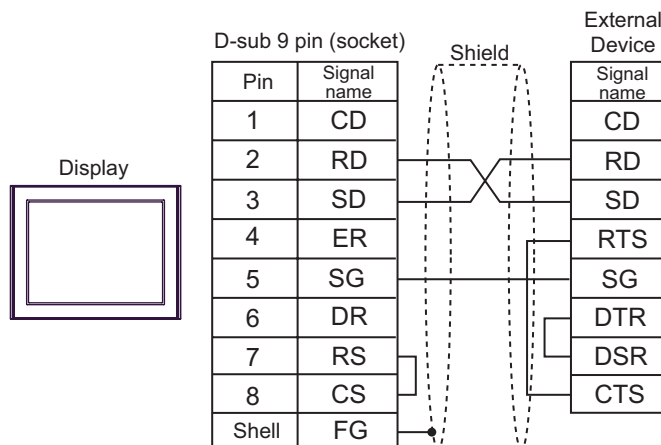 External
Device
D-sub 9 pin (socket)
Shield
Pin
Signal
name
Signal
name
1 CD
CD
2 RD
RD
Display
3 SD
SD
4 ER
RTS
5 SG
SG
6 DR
DTR
7 RS
DSR
8 CS
CTS
Shell FG